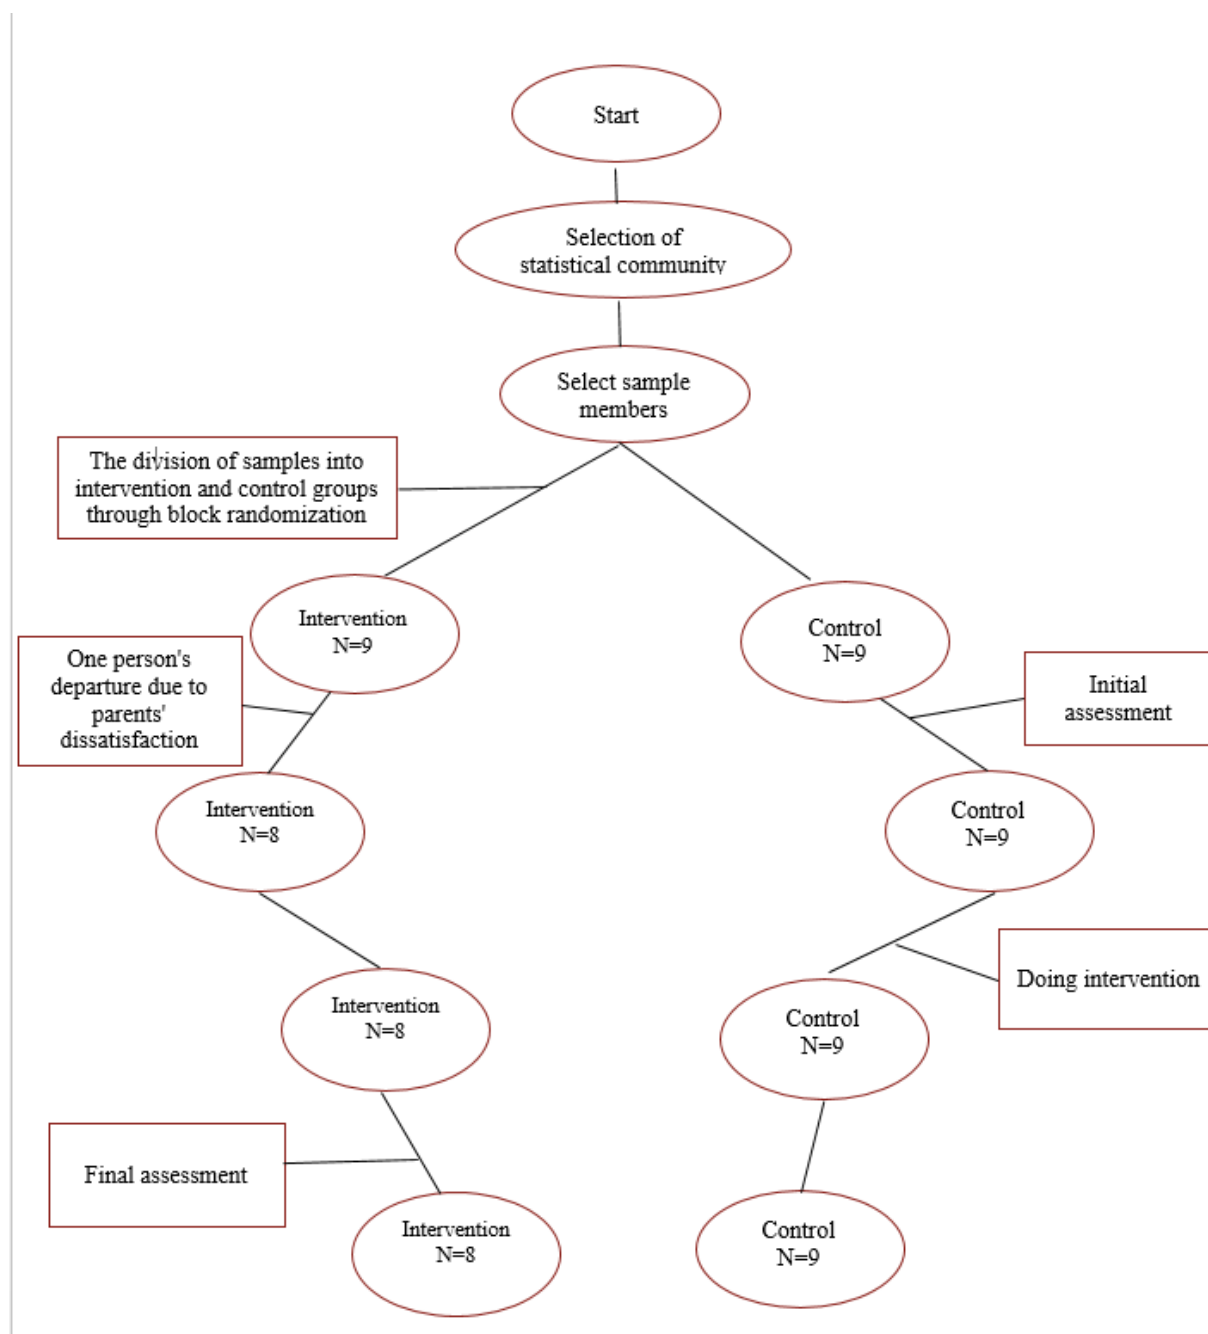 Start
Selection of
statistical community
Select sample
members
The division of samples into
intervention and control groups
through block randomization
Intervention
N=9
Control
N=9
One person's
departure due to
parents'
dissatisfaction
Initial
assessment
Intervention
N=8
Control
N=9
Doing intervention
Intervention
N=8
Control
N=9
Final assessment
Intervention
N=8
Control
N=9